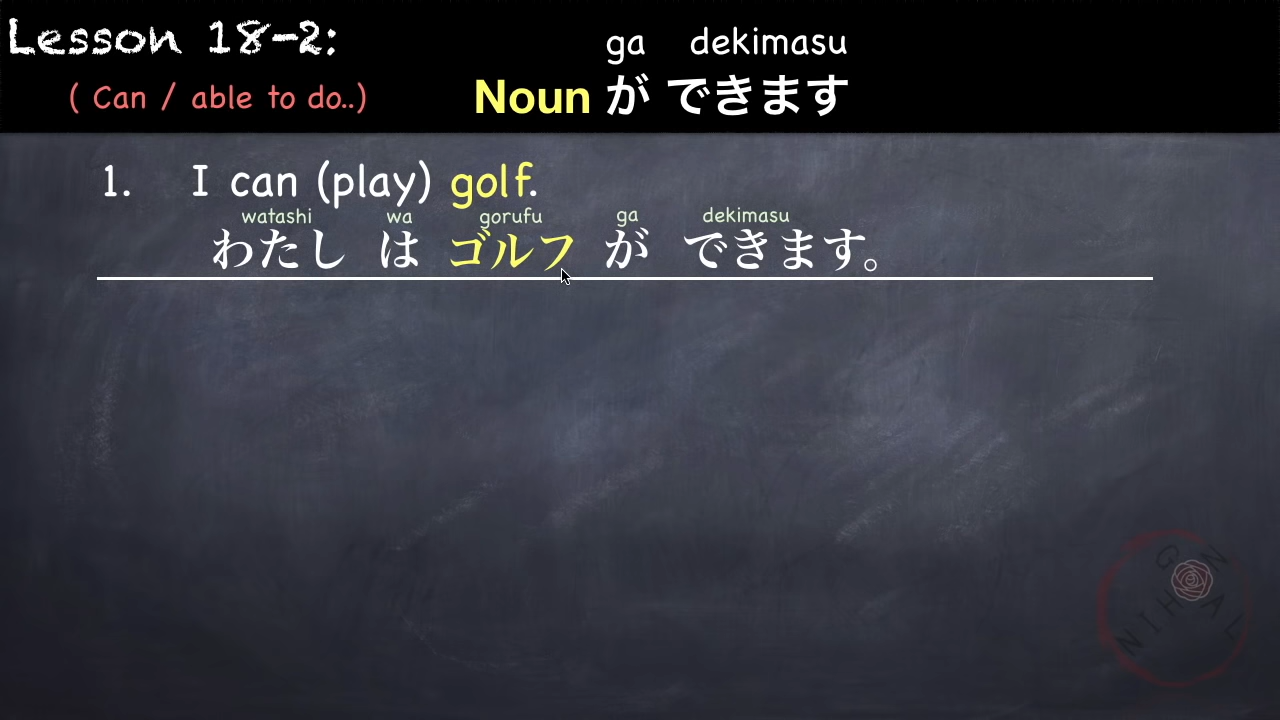 Lesson 18-2:
ga dekimasu
( Can / able to do..)
Noun が できます
1. I can (play) golf.
watashi wa gorufu ga dekimasu
わたし は ゴルフ が できます。
NIHONGOAL